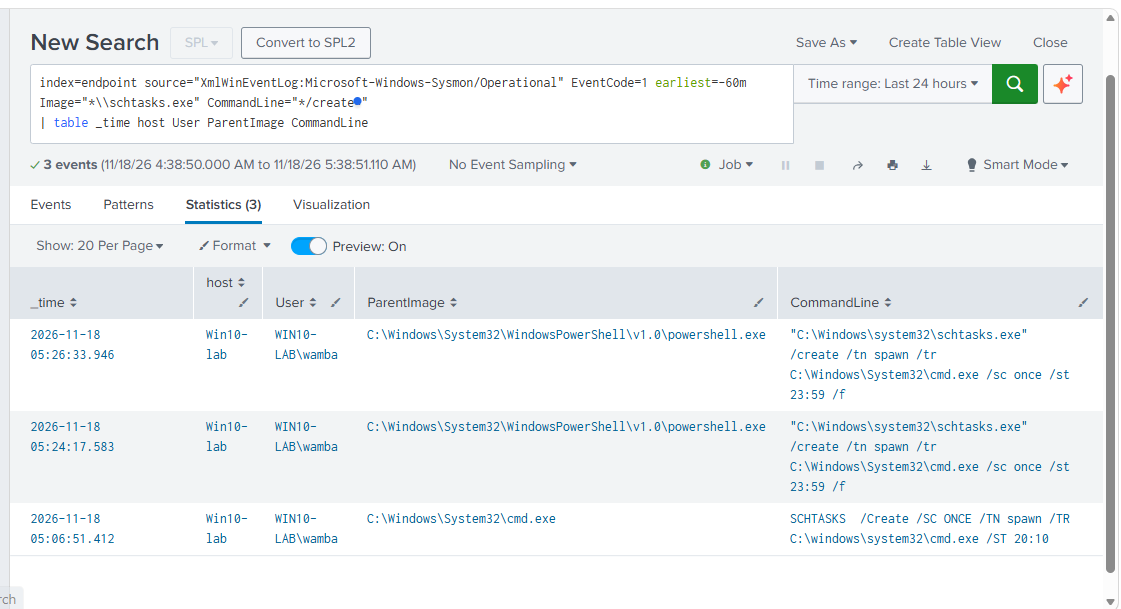 New Search
SPL
Convert to SPL2
Save As
Create Table View
Close
index=endpoint source="XmlWinEventLog:Microsoft-Windows-Sysmon/Operational" EventCode=1 earliest=-60m
Image="*\\schtasks.exe" CommandLine="*/create*"
| table _time host User ParentImage CommandLine
Time range: Last 24 hours
3 events (11/18/26 4:38:50.000 AM to 11/18/26 5:38:51.110 AM)
No Event Sampling
Job
Smart Mode
Events
Patterns
Statistics (3)
Visualization
Show: 20 Per Page
Format
Preview: On
_time
host
User
ParentImage
CommandLine
2026-11-18
05:26:33.946
Win10-
lab
WIN10-
LAB\wamba
C:\Windows\System32\WindowsPowerShell\v1.0\powershell.exe
"C:\Windows\system32\schtasks.exe"
/create /tn spawn /tr
C:\Windows\System32\cmd.exe /sc once /st
23:59 /f
2026-11-18
05:24:17.583
Win10-
lab
WIN10-
LAB\wamba
C:\Windows\System32\WindowsPowerShell\v1.0\powershell.exe
"C:\Windows\system32\schtasks.exe"
/create /tn spawn /tr
C:\Windows\System32\cmd.exe /sc once /st
23:59 /f
2026-11-18
05:06:51.412
Win10-
lab
WIN10-
LAB\wamba
C:\Windows\System32\cmd.exe
SCHTASKS  /Create /SC ONCE /TN spawn /TR
C:\windows\system32\cmd.exe /ST 20:10
rch